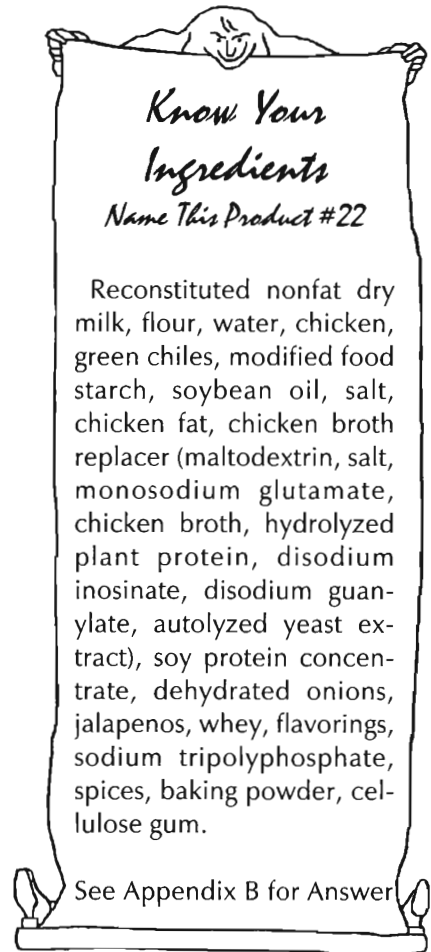 Know Your
Ingredients
Name This Product #22
Reconstituted nonfat dry
milk, flour, water, chicken,
green chiles, modified food
starch, soybean oil, salt,
chicken fat, chicken broth
replacer (maltodextrin, salt,
monosodium glutamate,
chicken broth, hydrolyzed
plant protein, disodium
inosinate, disodium guan-
ylate, autolyzed yeast ex-
tract), soy protein concen-
trate, dehydrated onions,
jalapenos, whey, flavorings,
sodium tripolyphosphate,
spices, baking powder, cel-
lulose gum.
See Appendix B for Answer